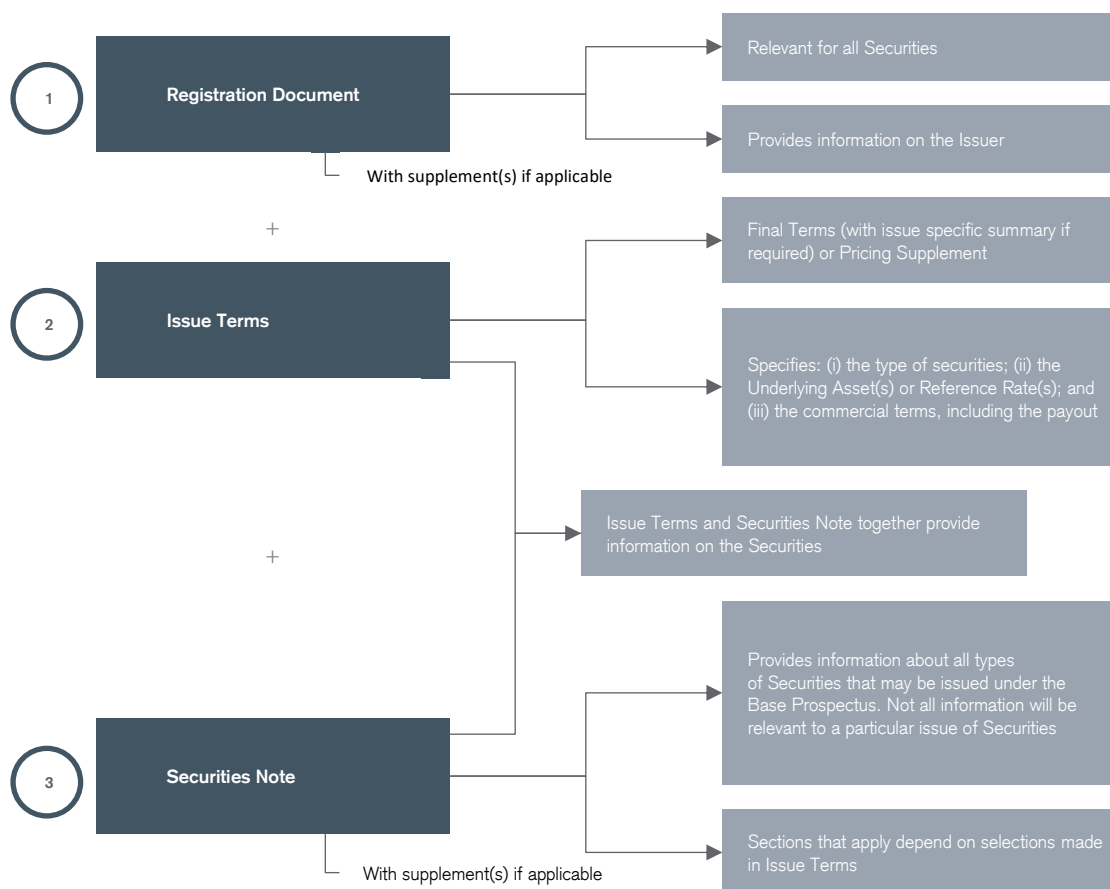 1
Registration Document
Relevant for all Securities
Provides information on the Issuer
With supplement(s) if applicable
+
2
Issue Terms
Final Terms (with issue specific summary if
required) or Pricing Supplement
Specifies: (i) the type of securities; (ii) the
Underlying Asset(s) or Reference Rate(s); and
(iii) the commercial terms, including the payout
Issue Terms and Securities Note together provide
information on the Securities
+
3
Securities Note
Provides information about all types
of Securities that may be issued under the
Base Prospectus. Not all information will be
relevant to a particular issue of Securities
Sections that apply depend on selections made
in Issue Terms
With supplement(s) if applicable